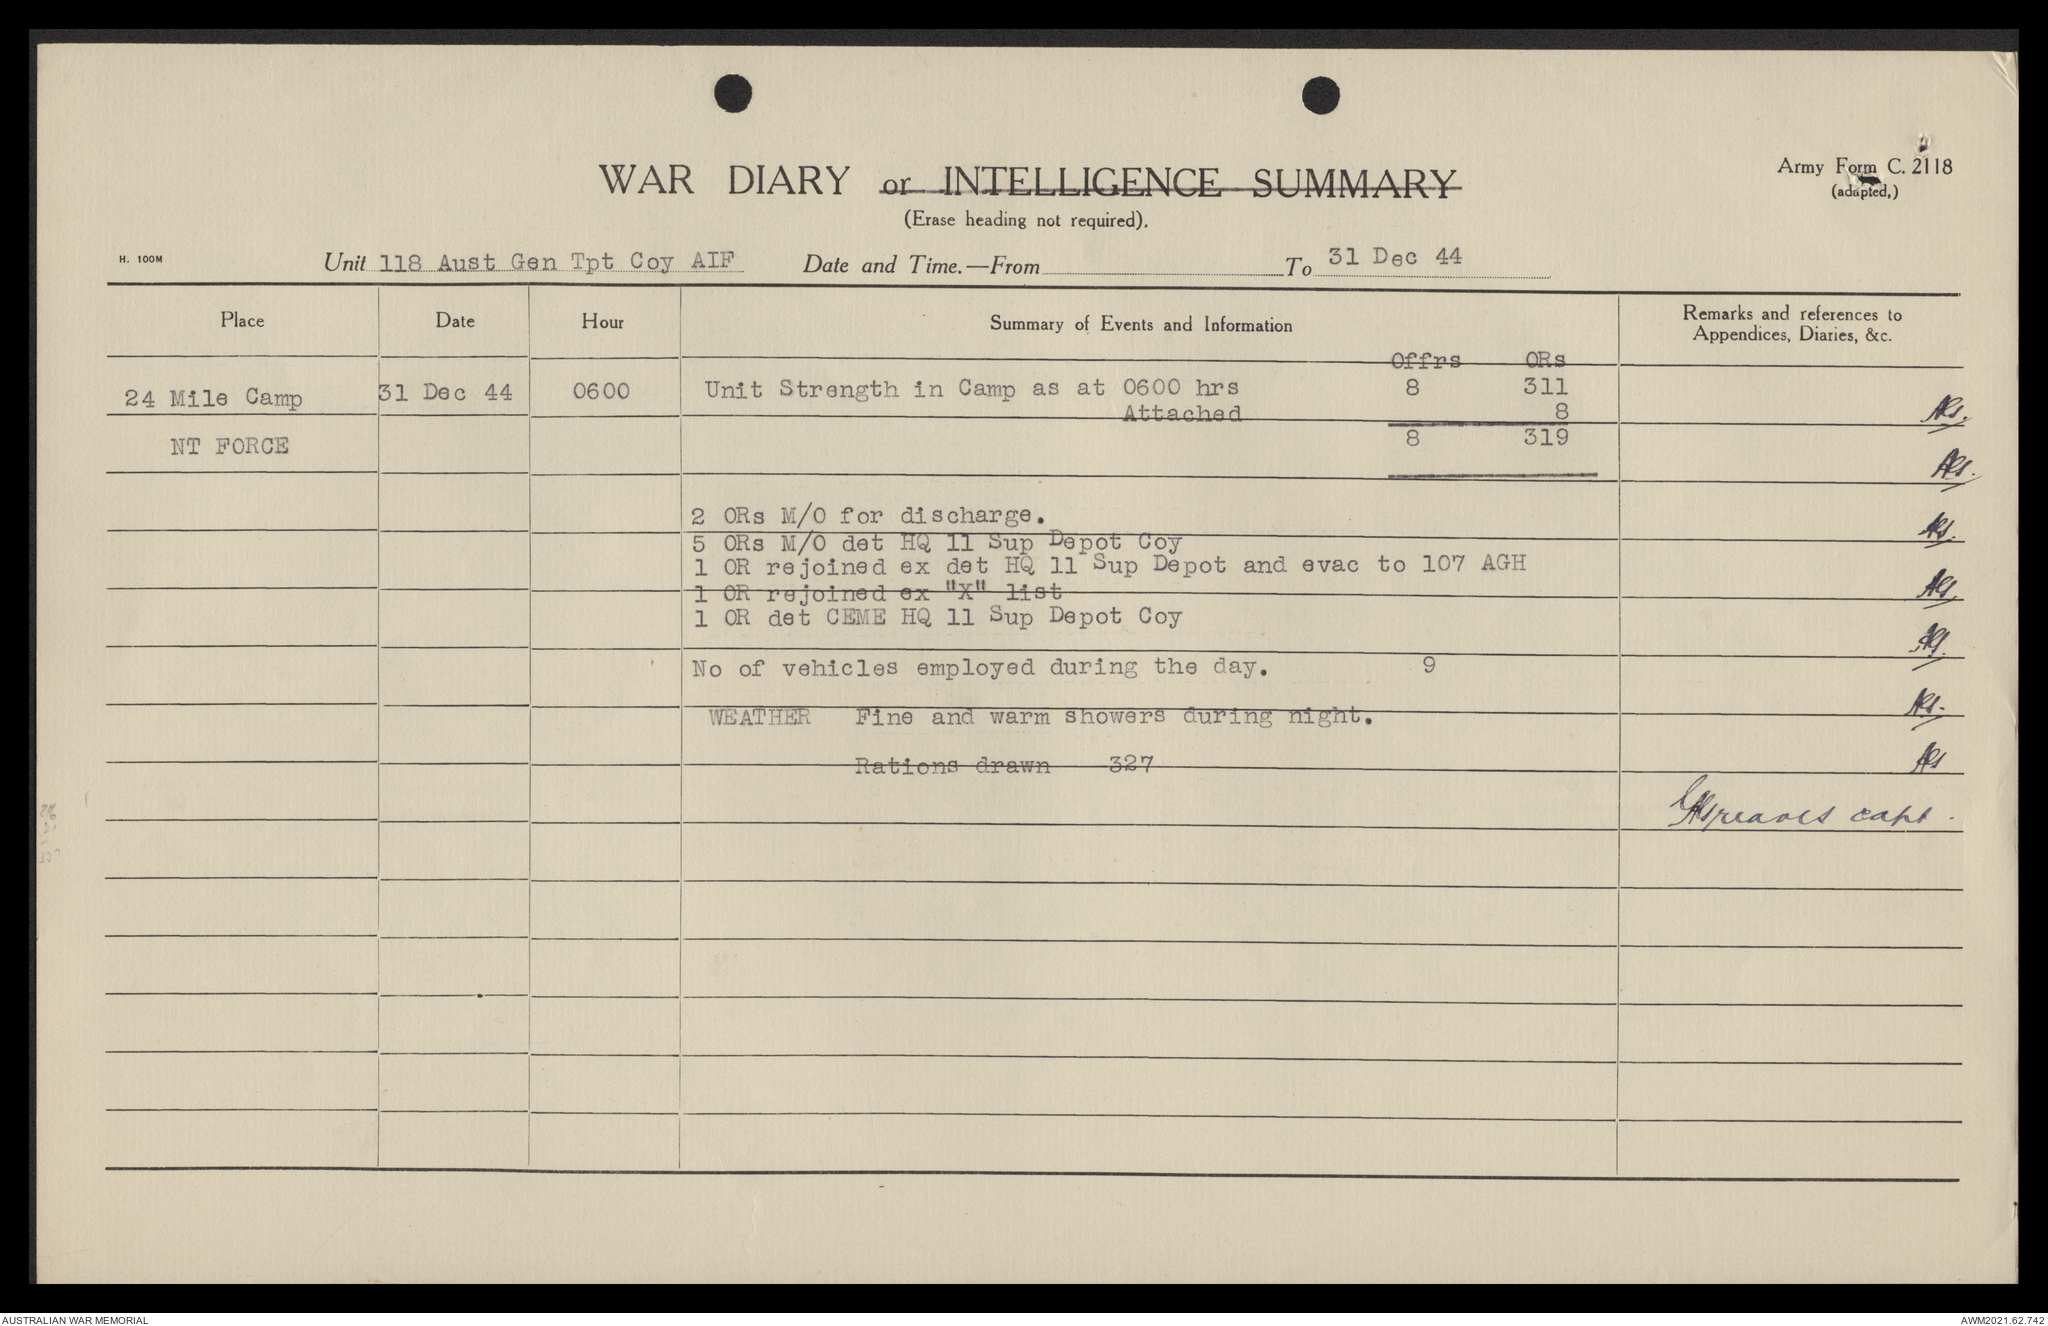 Army Form C. 2118
(adapted.)
WAR DIARY or INTELLIGENCE SUMMARY
(Erase heading not required).
H. 100M
Unit 118 Aust Gen Tpt Coy AIF Date and Time.—From To 31 Dec 44
Place Date Hour Summary of Events and Information Remarks and references to
Appendices, Diaries, &c.
Offrs ORs
24 Mile Camp 31 Dec 44 0600 Unit Strength in Camp as at 0600 hrs 8 311
Attached 8
NT FORCE 8 319
2 ORs M/O for discharge.
5 ORs M/O det HQ 11 Sup Depot Coy
1 OR rejoined ex det HQ 11 Sup Depot and evac to 107 AGH
1 OR rejoined ex "X" list
1 OR det CEME HQ 11 Sup Depot Coy
No of vehicles employed during the day. 9
WEATHER Fine and warm showers during night.
Rations drawn 327
capt.
AUSTRALIAN WAR MEMORIAL AWM2021.62.742